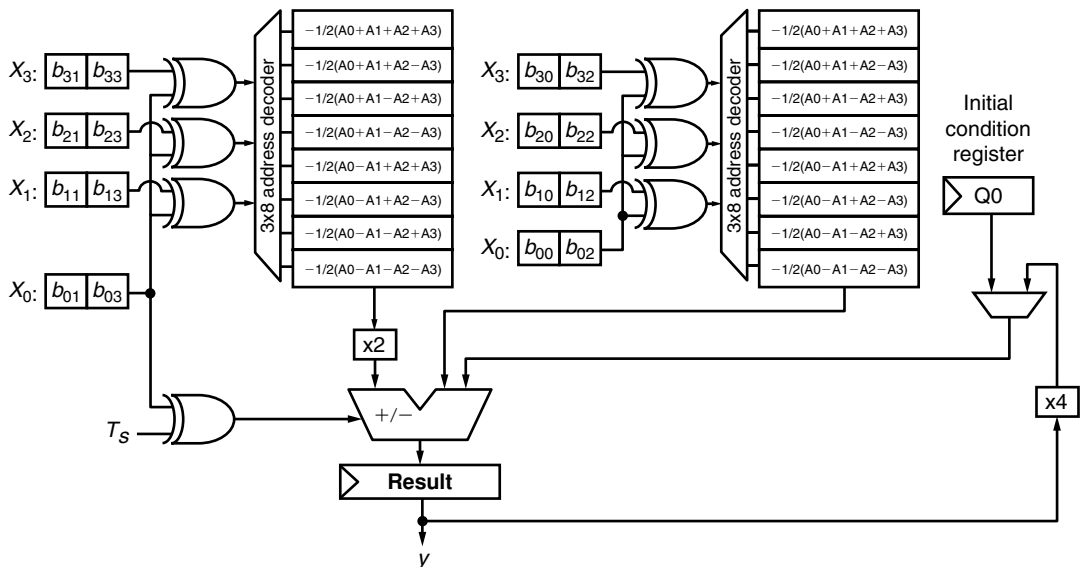 X3: b31 b33
X2: b21 b23
X1: b11 b13
X0: b01 b03
3x8 address decoder
−1/2(A0+A1+A2+A3)
−1/2(A0+A1+A2−A3)
−1/2(A0+A1−A2+A3)
−1/2(A0+A1−A2−A3)
−1/2(A0−A1+A2+A3)
−1/2(A0−A1+A2−A3)
−1/2(A0−A1−A2+A3)
−1/2(A0−A1−A2−A3)
X3: b30 b32
X2: b20 b22
X1: b10 b12
X0: b00 b02
3x8 address decoder
−1/2(A0+A1+A2+A3)
−1/2(A0+A1+A2−A3)
−1/2(A0+A1−A2+A3)
−1/2(A0+A1−A2−A3)
−1/2(A0−A1+A2+A3)
−1/2(A0−A1+A2−A3)
−1/2(A0−A1−A2+A3)
−1/2(A0−A1−A2−A3)
Initial
condition
register
Q0
x2
x4
+/−
TS
Result
y